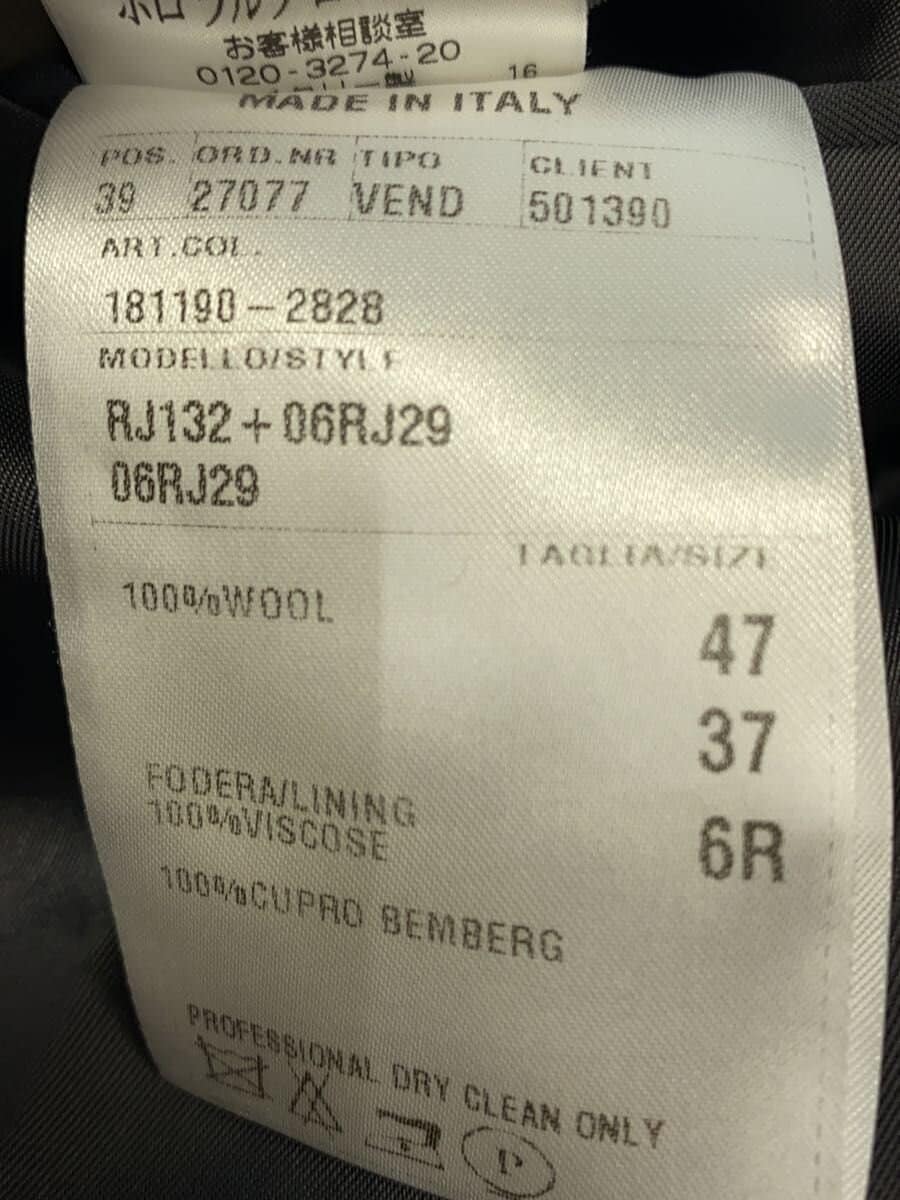 お客様相談室
0120-3274-20
16
MADE IN ITALY
POS. ORD.NR TIPO CLIENT
39 27077 VEND 501390
ART.COL.
181190-2828
MODELLO/STYLE
RJ132+06RJ29
06RJ29
TAGLIA/SIZE
100%WOOL
47
37
6R
FODERA/LINING
100%VISCOSE
100%CUPRO BEMBERG
PROFESSIONAL DRY CLEAN ONLY
P